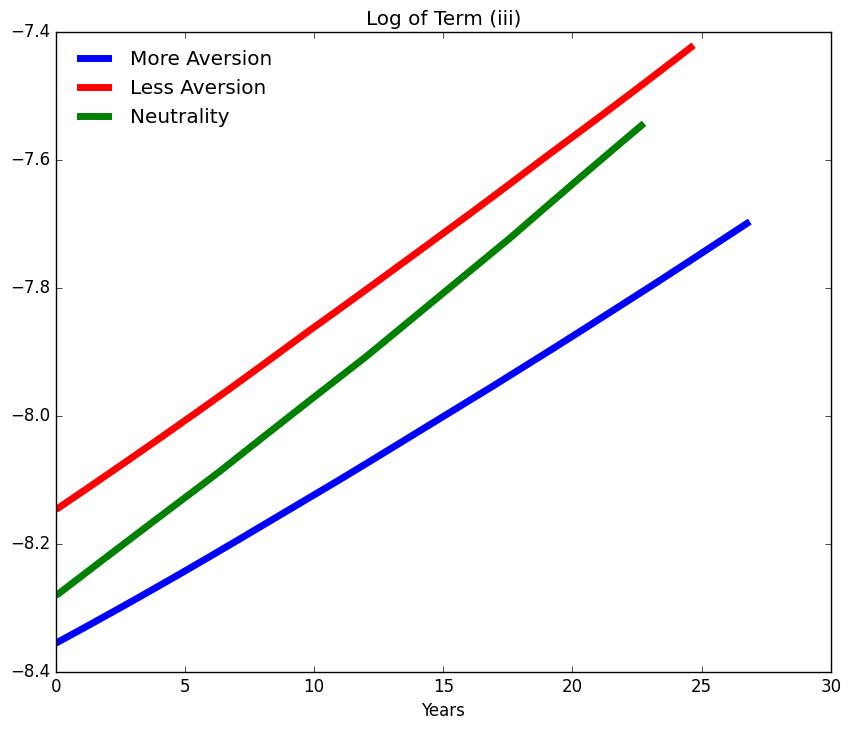 Log of Term (iii)
−7.4
−7.6
−7.8
−8.0
−8.2
−8.4
More Aversion
Less Aversion
Neutrality
0 5 10 15 20 25 30
Years